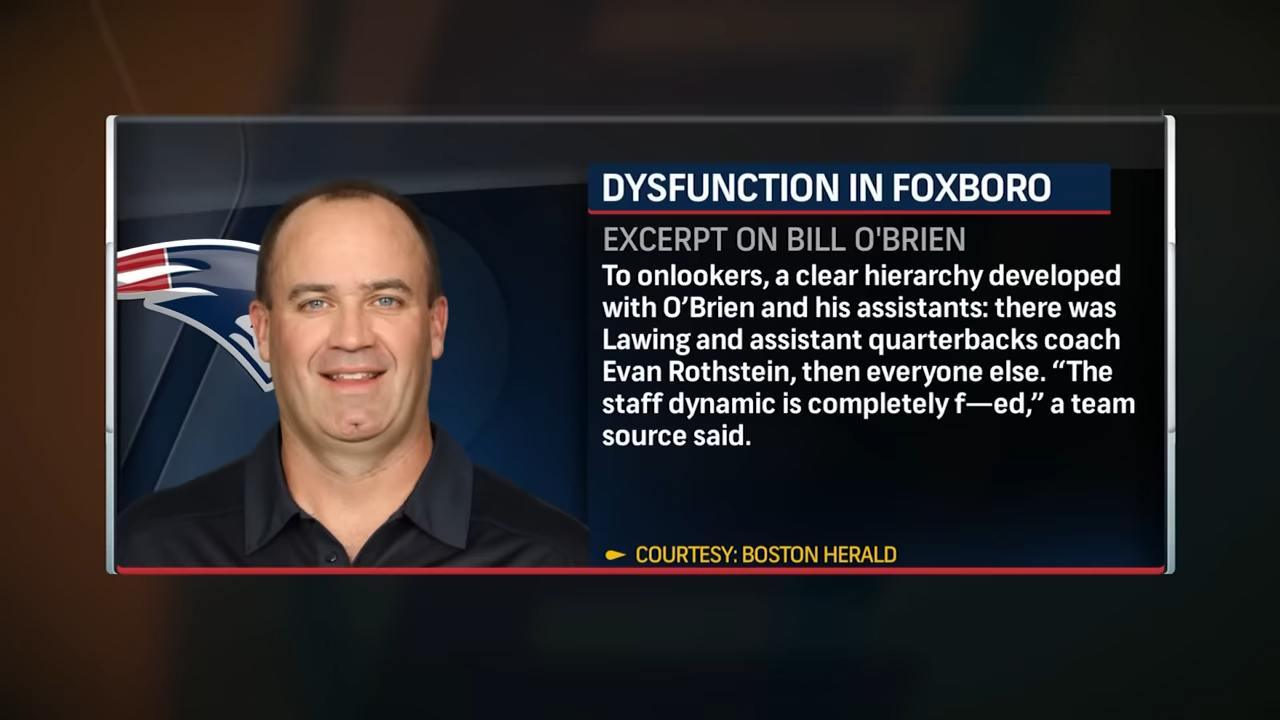 DYSFUNCTION IN FOXBORO
EXCERPT ON BILL O'BRIEN
To onlookers, a clear hierarchy developed
with O’Brien and his assistants: there was
Lawing and assistant quarterbacks coach
Evan Rothstein, then everyone else. “The
staff dynamic is completely f—ed,” a team
source said.
COURTESY: BOSTON HERALD